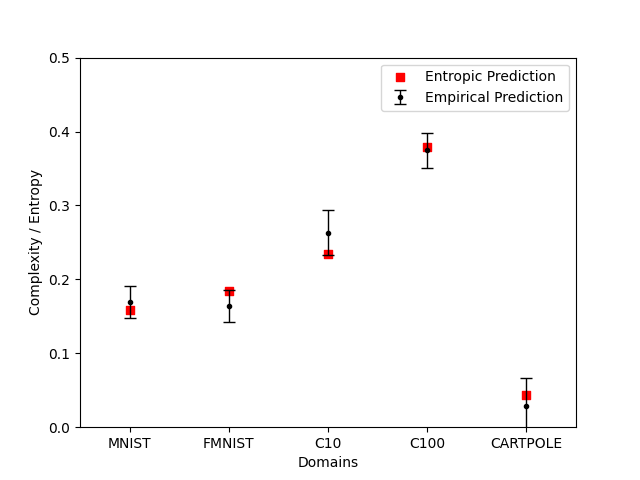 0.5
0.4
0.3
0.2
0.1
0.0
Complexity / Entropy
Entropic Prediction
Empirical Prediction
MNIST FMNIST C10 C100 CARTPOLE
Domains